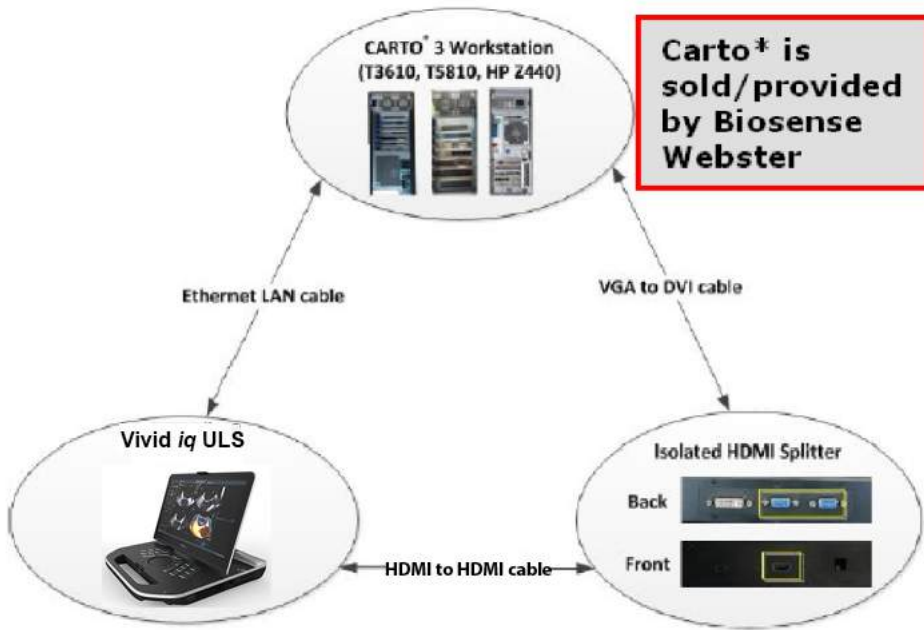 CARTO* 3 Workstation
(T3610, T5810, HP Z440)
Carto* is
sold/provided
by Biosense
Webster
Ethernet LAN cable
VGA to DVI cable
Vivid iq ULS
Isolated HDMI Splitter
Back
Front
HDMI to HDMI cable